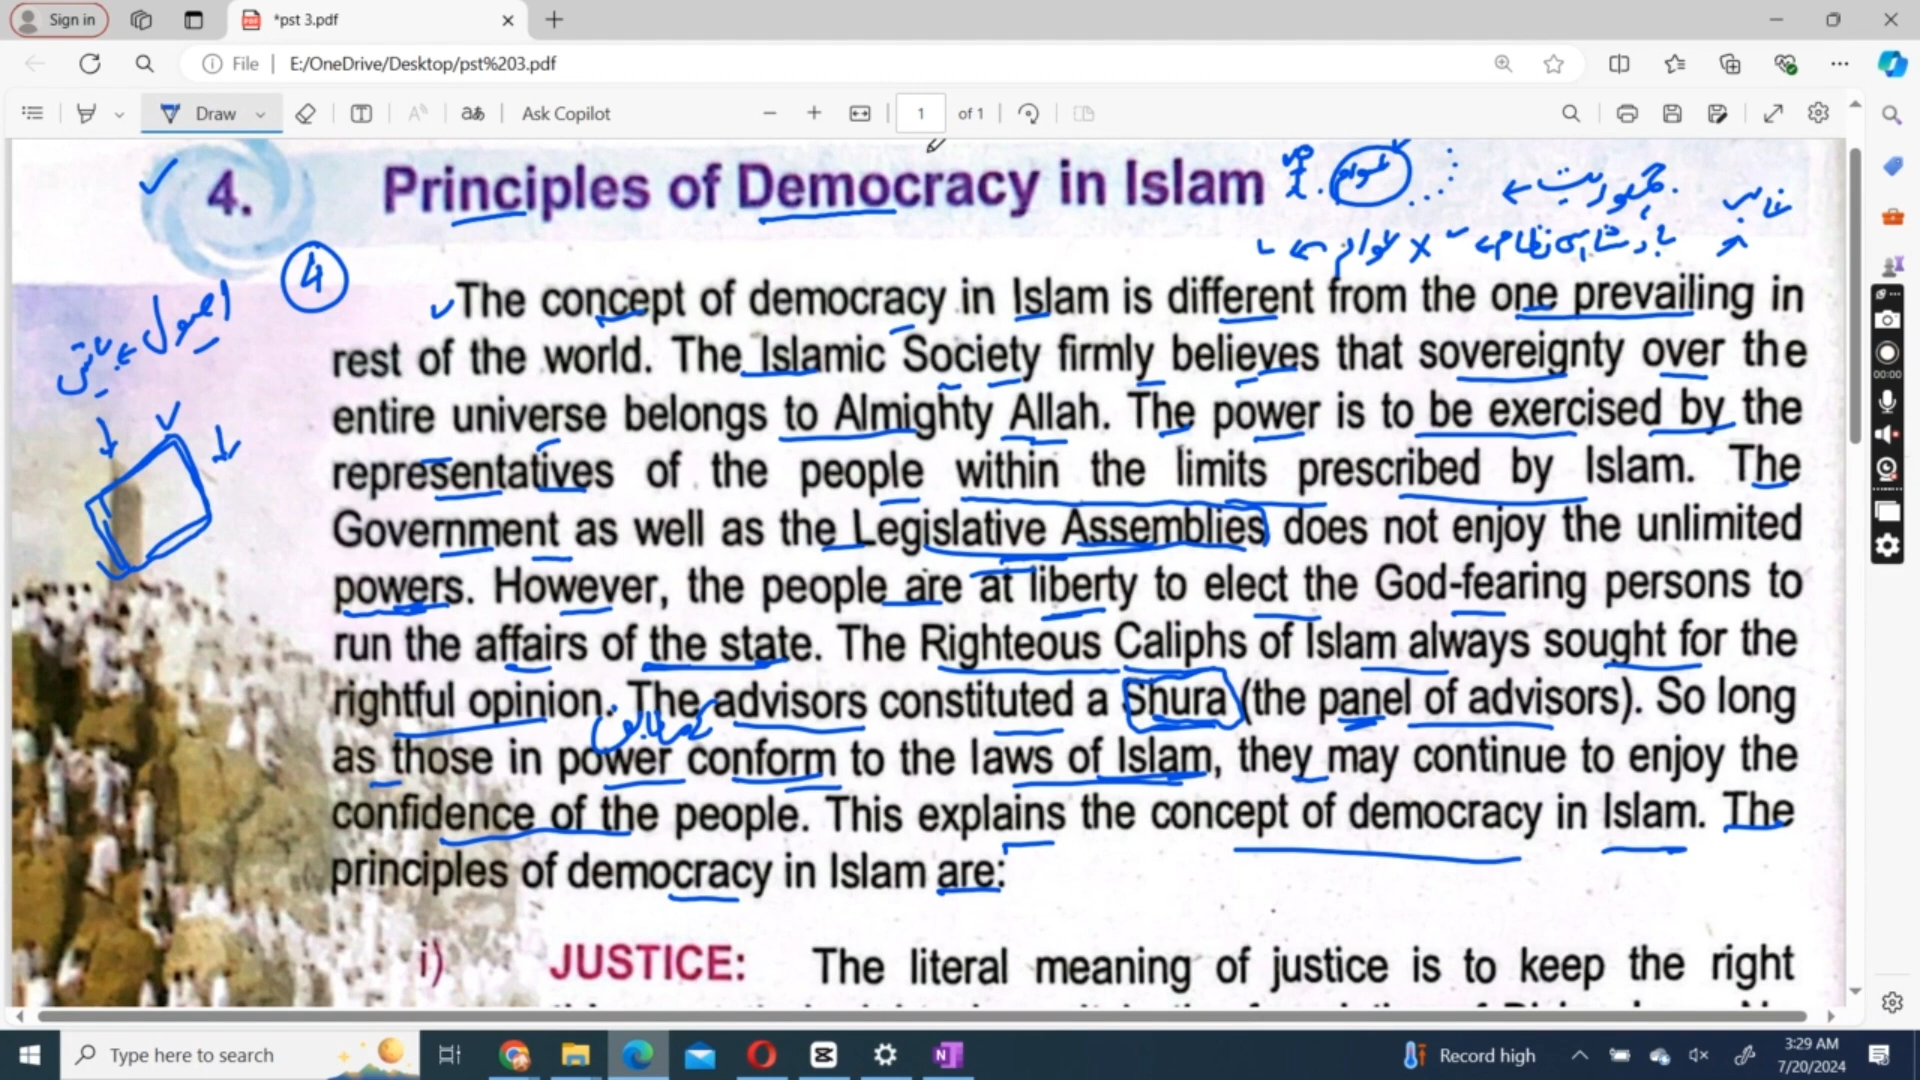 Sign in
*pst 3.pdf
File
E:/OneDrive/Desktop/pst%203.pdf
Draw
aあ
Ask Copilot
1 of 1
4. Principles of Democracy in Islam
عوام
جمہوریت
بادشاہی نظام
x عوام
4
اصول
The concept of democracy in Islam is different from the one prevailing in
rest of the world. The Islamic Society firmly believes that sovereignty over the
entire universe belongs to Almighty Allah. The power is to be exercised by the
representatives of the people within the limits prescribed by Islam. The
Government as well as the Legislative Assemblies does not enjoy the unlimited
powers. However, the people are at liberty to elect the God-fearing persons to
run the affairs of the state. The Righteous Caliphs of Islam always sought for the
rightful opinion. The advisors constituted a Shura (the panel of advisors). So long
as those in power conform to the laws of Islam, they may continue to enjoy the
confidence of the people. This explains the concept of democracy in Islam. The
principles of democracy in Islam are:
i) JUSTICE: The literal meaning of justice is to keep the right
00:00
Type here to search
Record high
3:29 AM
7/20/2024